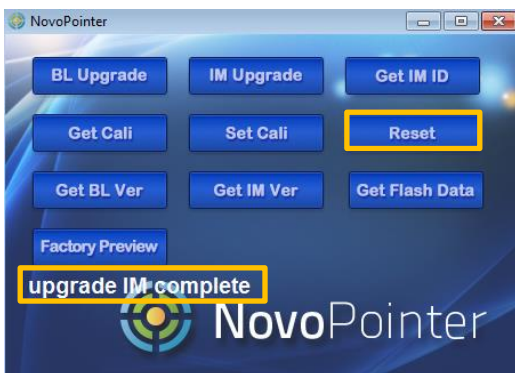 NovoPointer
BL Upgrade IM Upgrade Get IM ID
Get Cali Set Cali Reset
Get BL Ver Get IM Ver Get Flash Data
Factory Preview
upgrade IM complete
NovoPointer